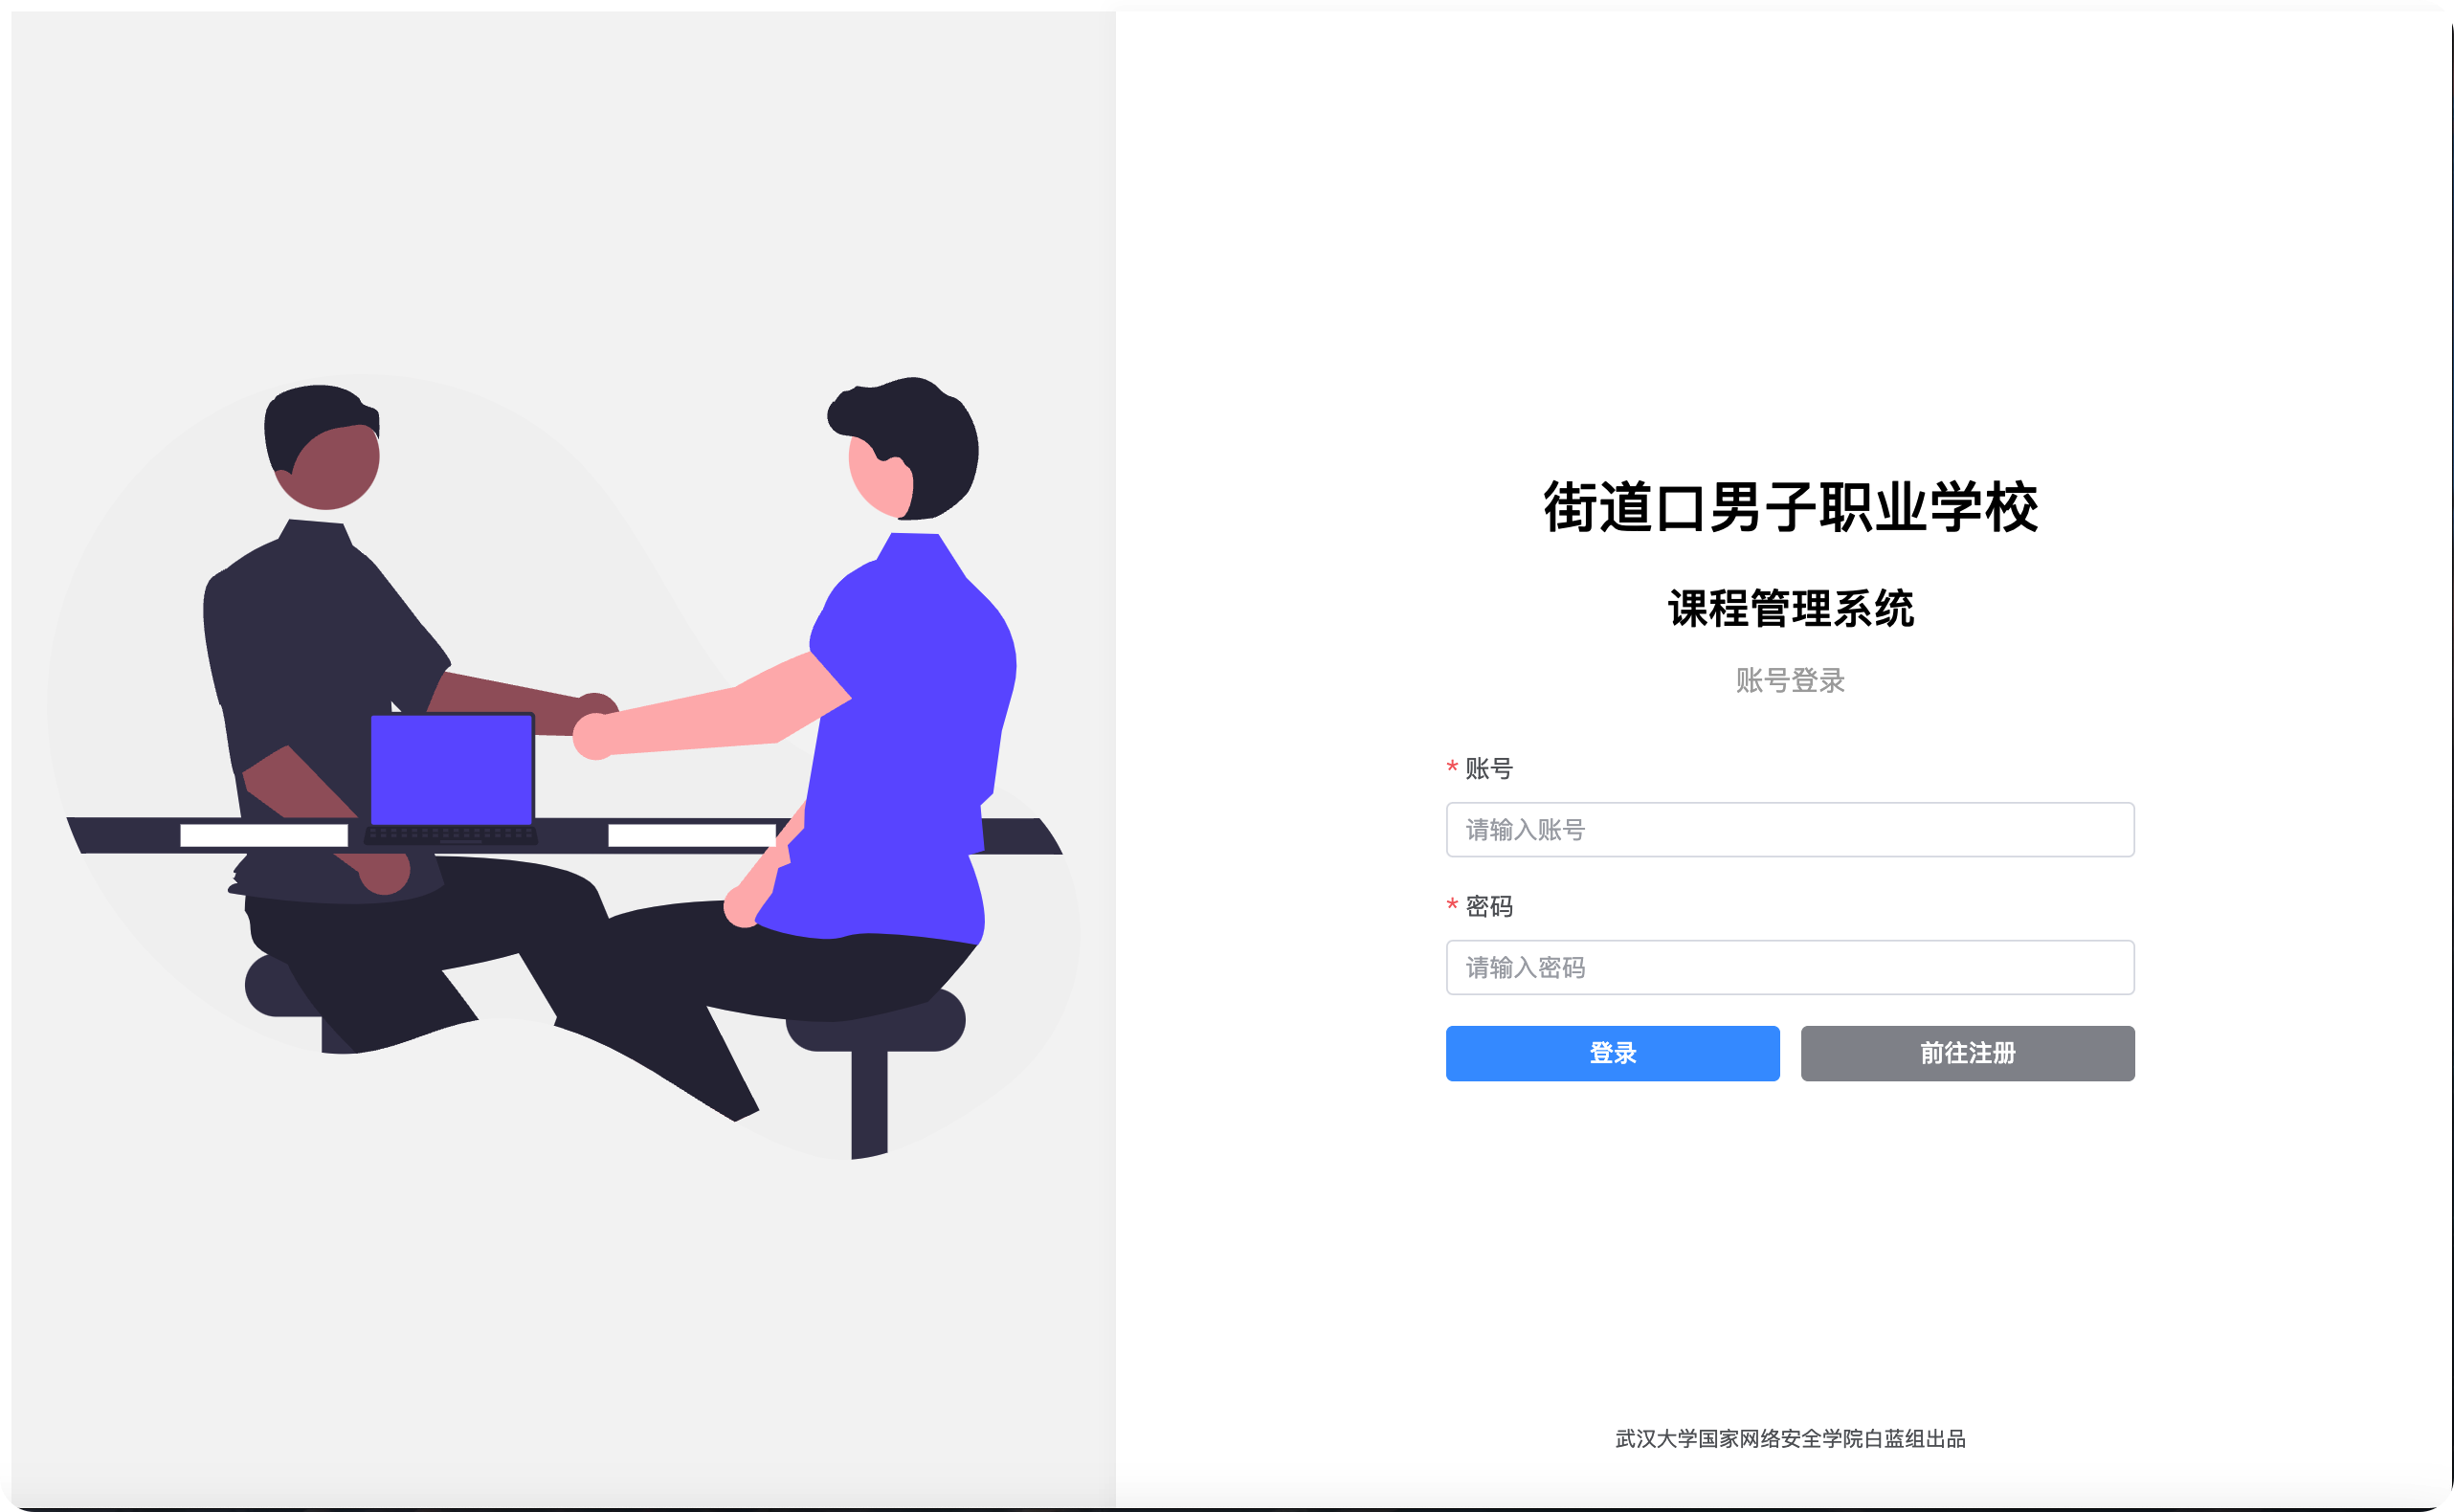 街道口男子职业学校
课程管理系统
账号登录
* 账号
请输入账号
* 密码
请输入密码
登录 前往注册
武汉大学国家网络安全学院白蓝组出品